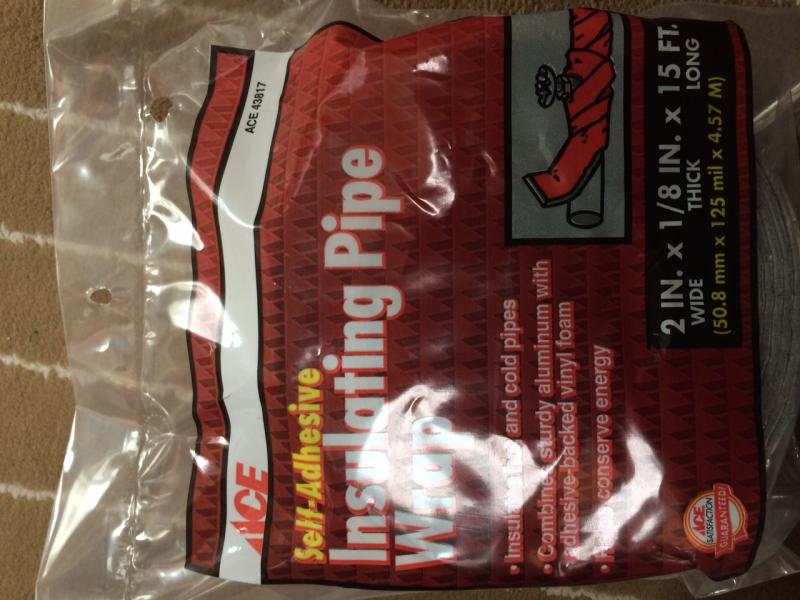 ACE
ACE 43817
Self-Adhesive
Insulating Pipe
Wrap
• Insulates and cold pipes
• Combines sturdy aluminum with
adhesive-backed vinyl foam
• conserve energy
2 IN. x 1/8 IN. x 15 FT.
WIDE THICK LONG
(50.8 mm x 125 mil x 4.57 M)
ACE
SATISFACTION
GUARANTEED!